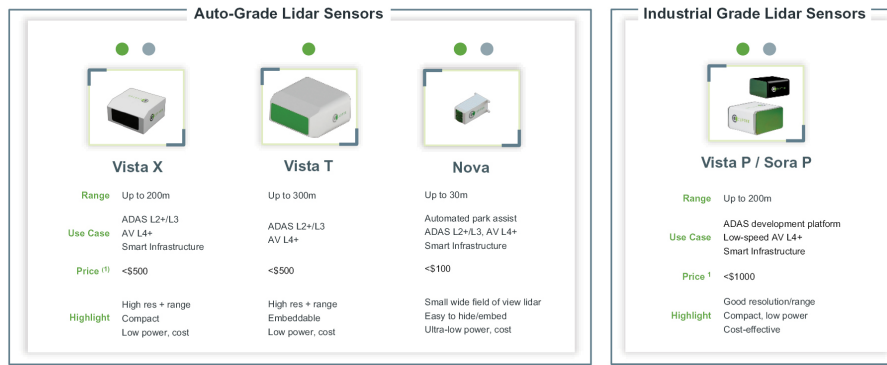 Auto-Grade Lidar Sensors
Vista X
Vista T
Nova
Range
Up to 200m
Up to 300m
Up to 30m
Use Case
ADAS L2+/L3
AV L4+
Smart Infrastructure
ADAS L2+/L3
AV L4+
Automated park assist
ADAS L2+/L3, AV L4+
Smart Infrastructure
Price (1)
<$500
<$500
<$100
Highlight
High res + range
Compact
Low power, cost
High res + range
Embeddable
Low power, cost
Small wide field of view lidar
Easy to hide/embed
Ultra-low power, cost
Industrial Grade Lidar Sensors
Vista P / Sora P
Range
Up to 200m
Use Case
ADAS development platform
Low-speed AV L4+
Smart Infrastructure
Price 1
<$1000
Highlight
Good resolution/range
Compact, low power
Cost-effective